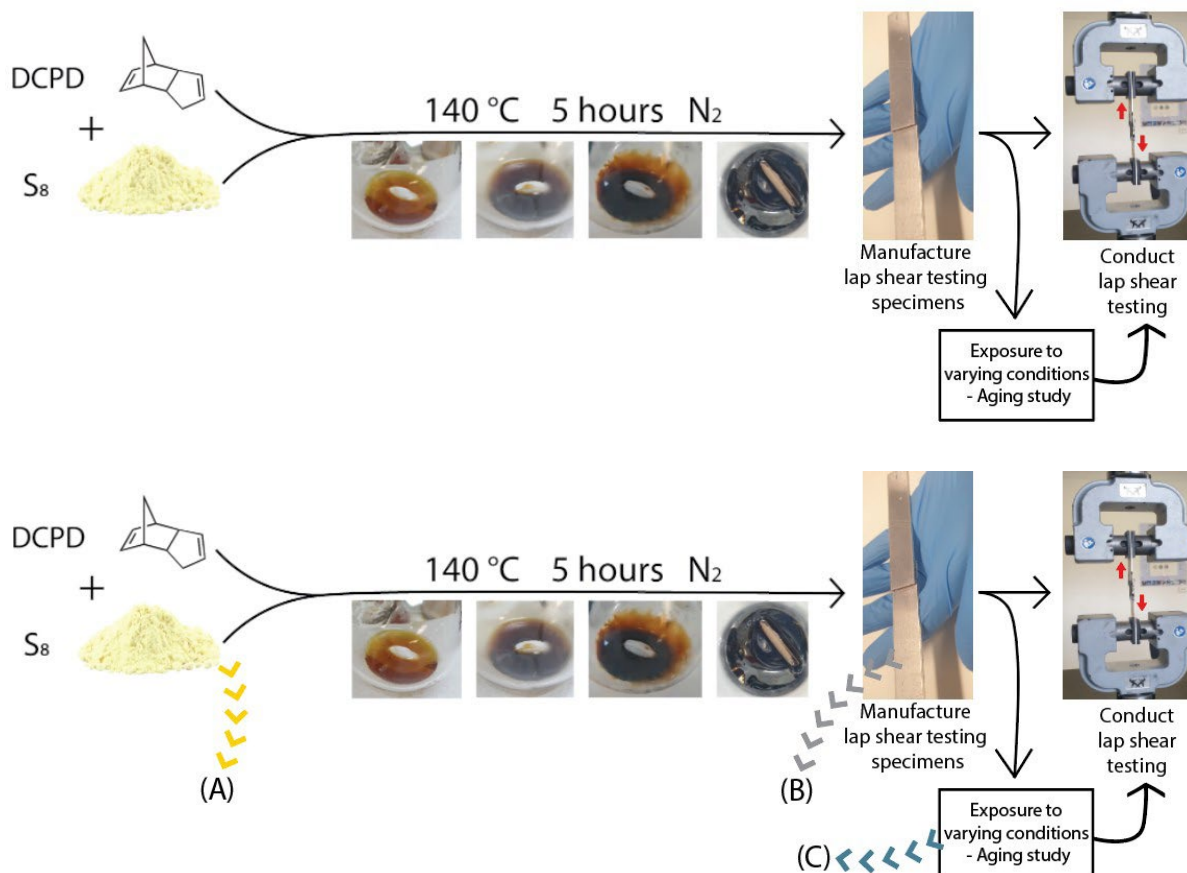 DCPD
+
S₈
140 °C 5 hours N₂
Manufacture
lap shear testing
specimens
Conduct
lap shear
testing
Exposure to
varying conditions
- Aging study
DCPD
+
S₈
140 °C 5 hours N₂
Manufacture
lap shear testing
specimens
Conduct
lap shear
testing
(A)
(B)
Exposure to
varying conditions
- Aging study
(C)